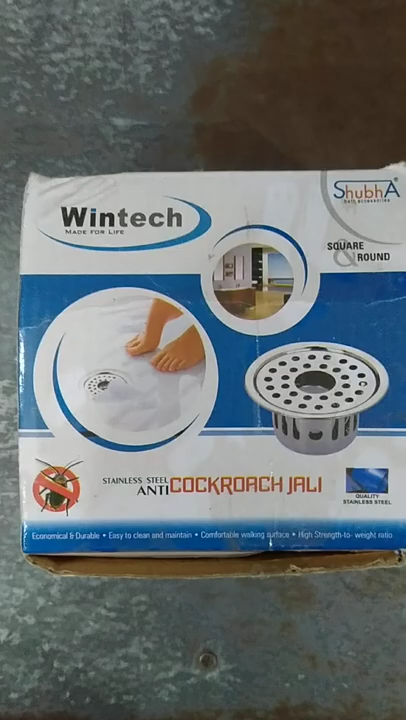 ShubhA®
bath accessories
Wintech
MADE FOR LIFE
SQUARE
& ROUND
STAINLESS STEEL
ANTI COCKROACH JALI
QUALITY
STAINLESS STEEL
Economical & Durable • Easy to clean and maintain • Comfortable walking surface • High Strength-to- weight ratio